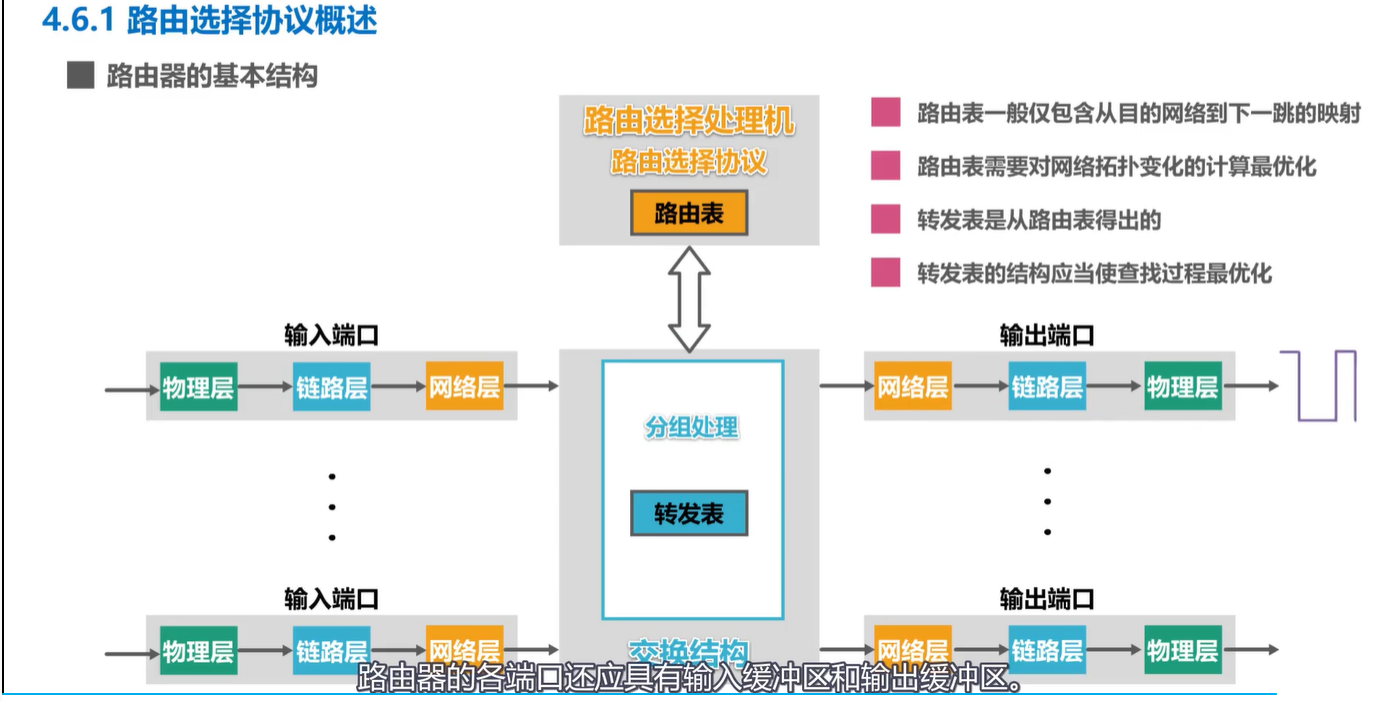 4.6.1 路由选择协议概述
路由器的基本结构
路由选择处理机
路由选择协议
路由表
路由表一般仅包含从目的网络到下一跳的映射
路由表需要对网络拓扑变化的计算最优化
转发表是从路由表得出的
转发表的结构应当使查找过程最优化
输入端口
物理层 链路层 网络层
分组处理
转发表
交换结构
输出端口
网络层 链路层 物理层
输入端口
物理层 链路层 网络层
输出端口
网络层 链路层 物理层
路由器的各端口还应具有输入缓冲区和输出缓冲区。